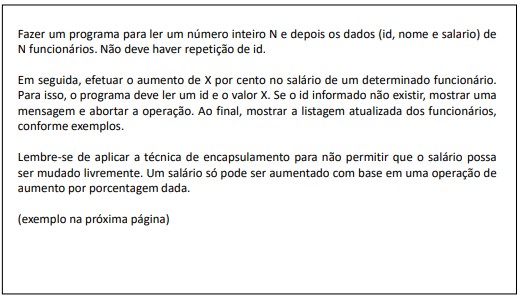 Fazer um programa para ler um número inteiro N e depois os dados (id, nome e salario) de
N funcionários. Não deve haver repetição de id.
Em seguida, efetuar o aumento de X por cento no salário de um determinado funcionário.
Para isso, o programa deve ler um id e o valor X. Se o id informado não existir, mostrar uma
mensagem e abortar a operação. Ao final, mostrar a listagem atualizada dos funcionários,
conforme exemplos.
Lembre-se de aplicar a técnica de encapsulamento para não permitir que o salário possa
ser mudado livremente. Um salário só pode ser aumentado com base em uma operação de
aumento por porcentagem dada.
(exemplo na próxima página)